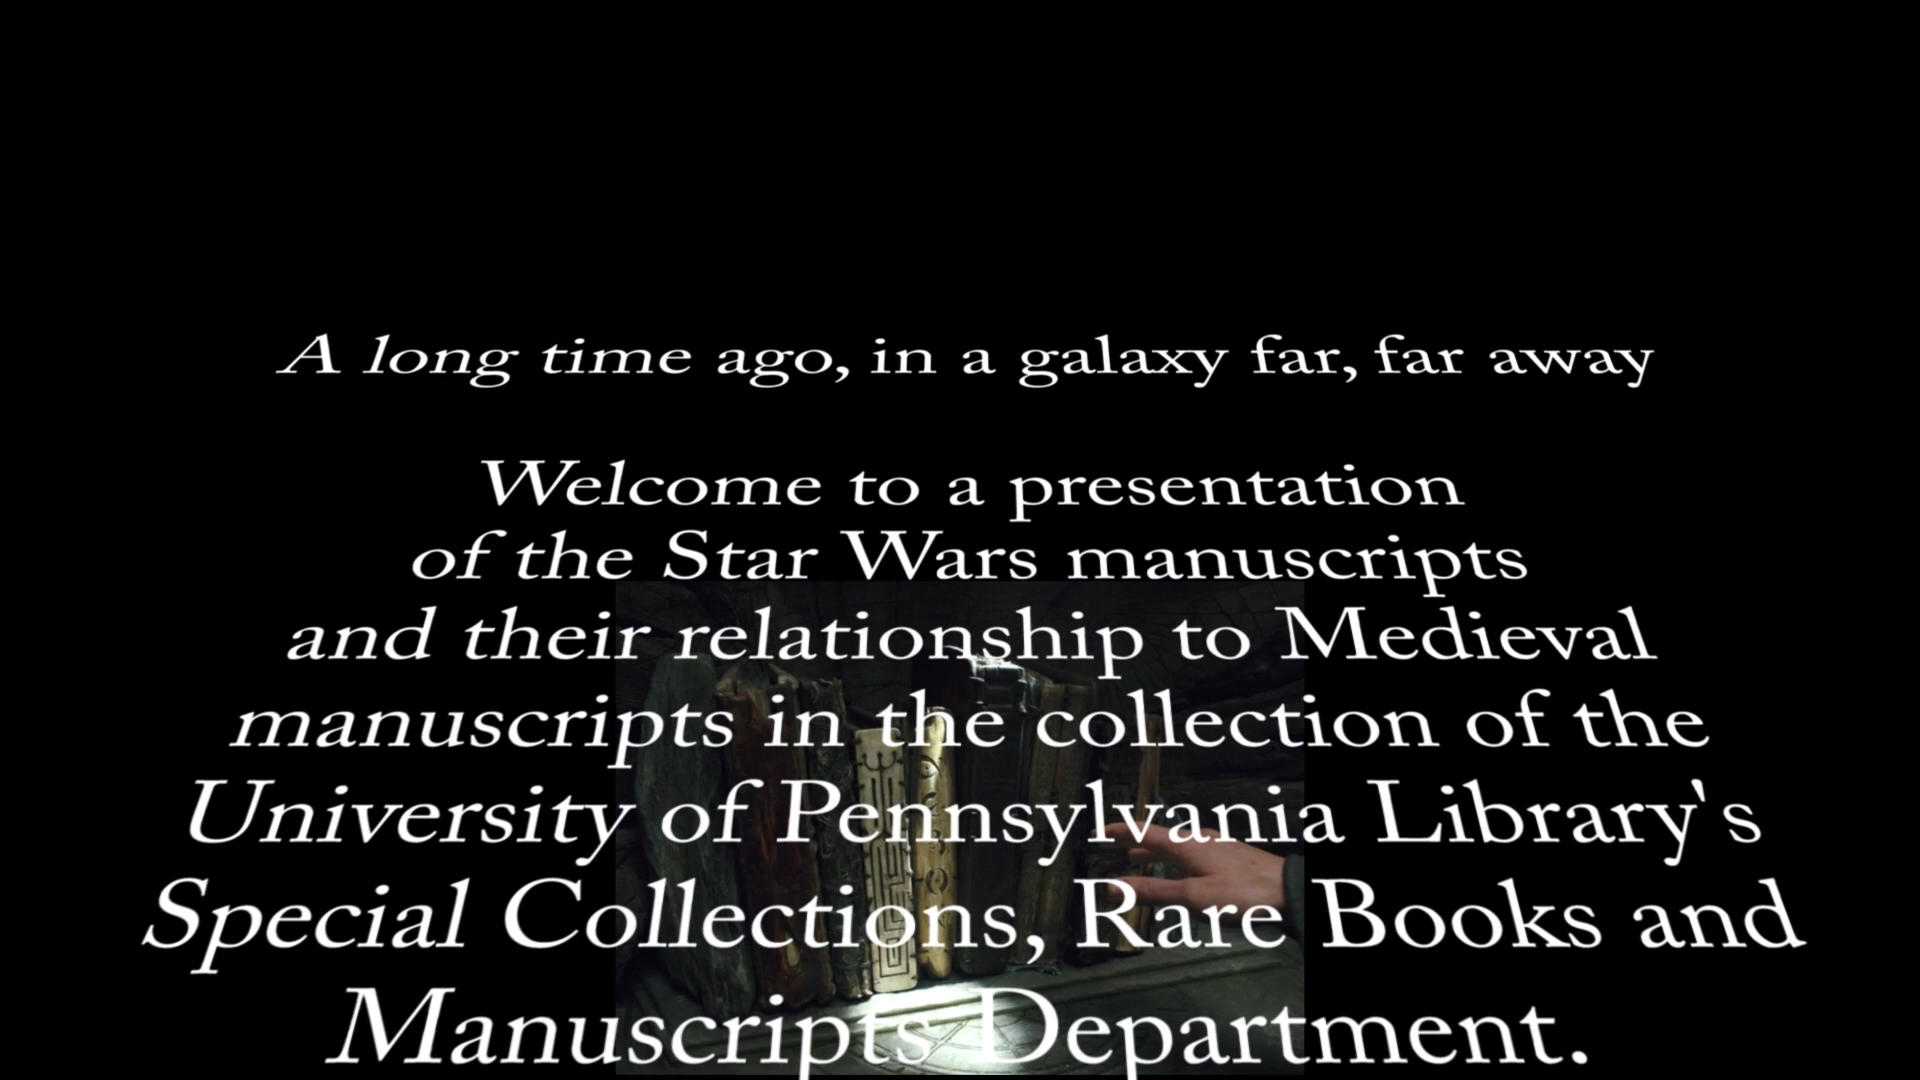 A long time ago, in a galaxy far, far away
Welcome to a presentation
of the Star Wars manuscripts
and their relationship to Medieval
manuscripts in the collection of the
University of Pennsylvania Library's
Special Collections, Rare Books and
Manuscripts Department.